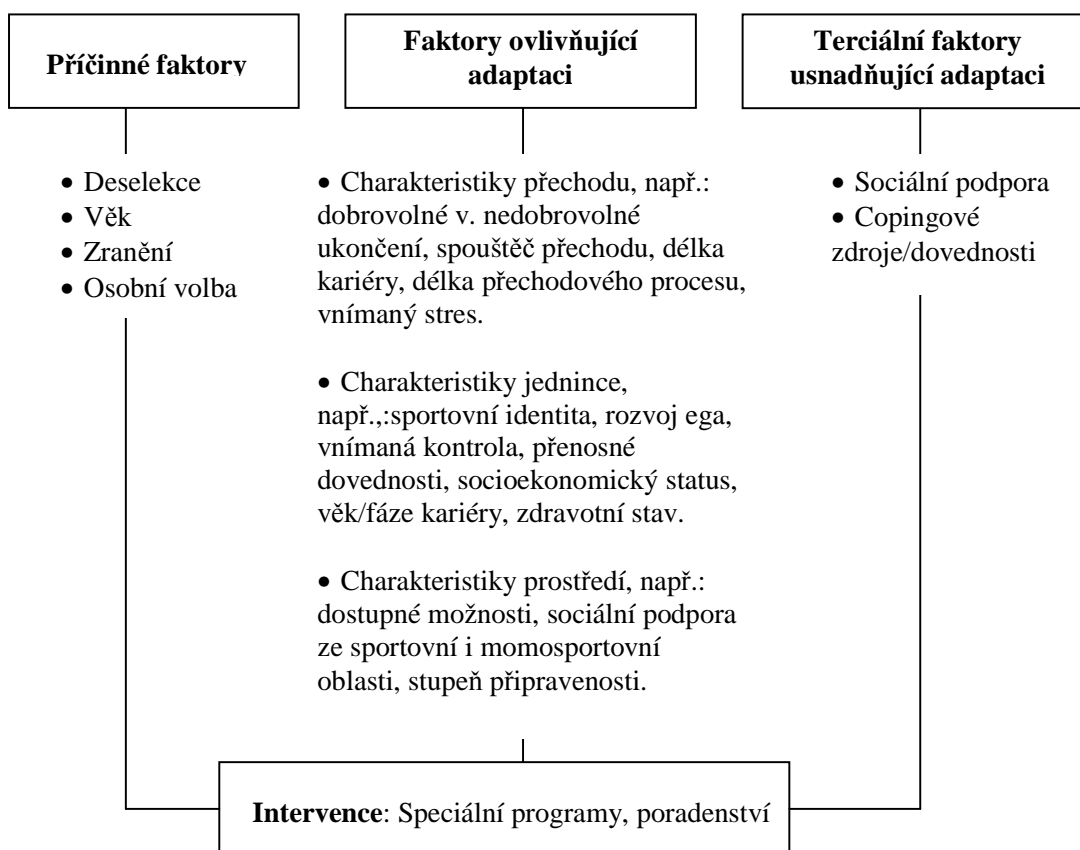 Příčinné faktory
Faktory ovlivňující
adaptaci
Terciální faktory
usnadňující adaptaci
• Deselekce
• Věk
• Zranění
• Osobní volba
• Charakteristiky přechodu, např.:
dobrovolné v. nedobrovolné
ukončení, spouštěč přechodu, délka
kariéry, délka přechodového procesu,
vnímaný stres.
• Charakteristiky jednince,
např.,:sportovní identita, rozvoj ega,
vnímaná kontrola, přenosné
dovednosti, socioekonomický status,
věk/fáze kariéry, zdravotní stav.
• Charakteristiky prostředí, např.:
dostupné možnosti, sociální podpora
ze sportovní i momosportovní
oblasti, stupeň připravenosti.
• Sociální podpora
• Copingové
zdroje/dovednosti
Intervence: Speciální programy, poradenství